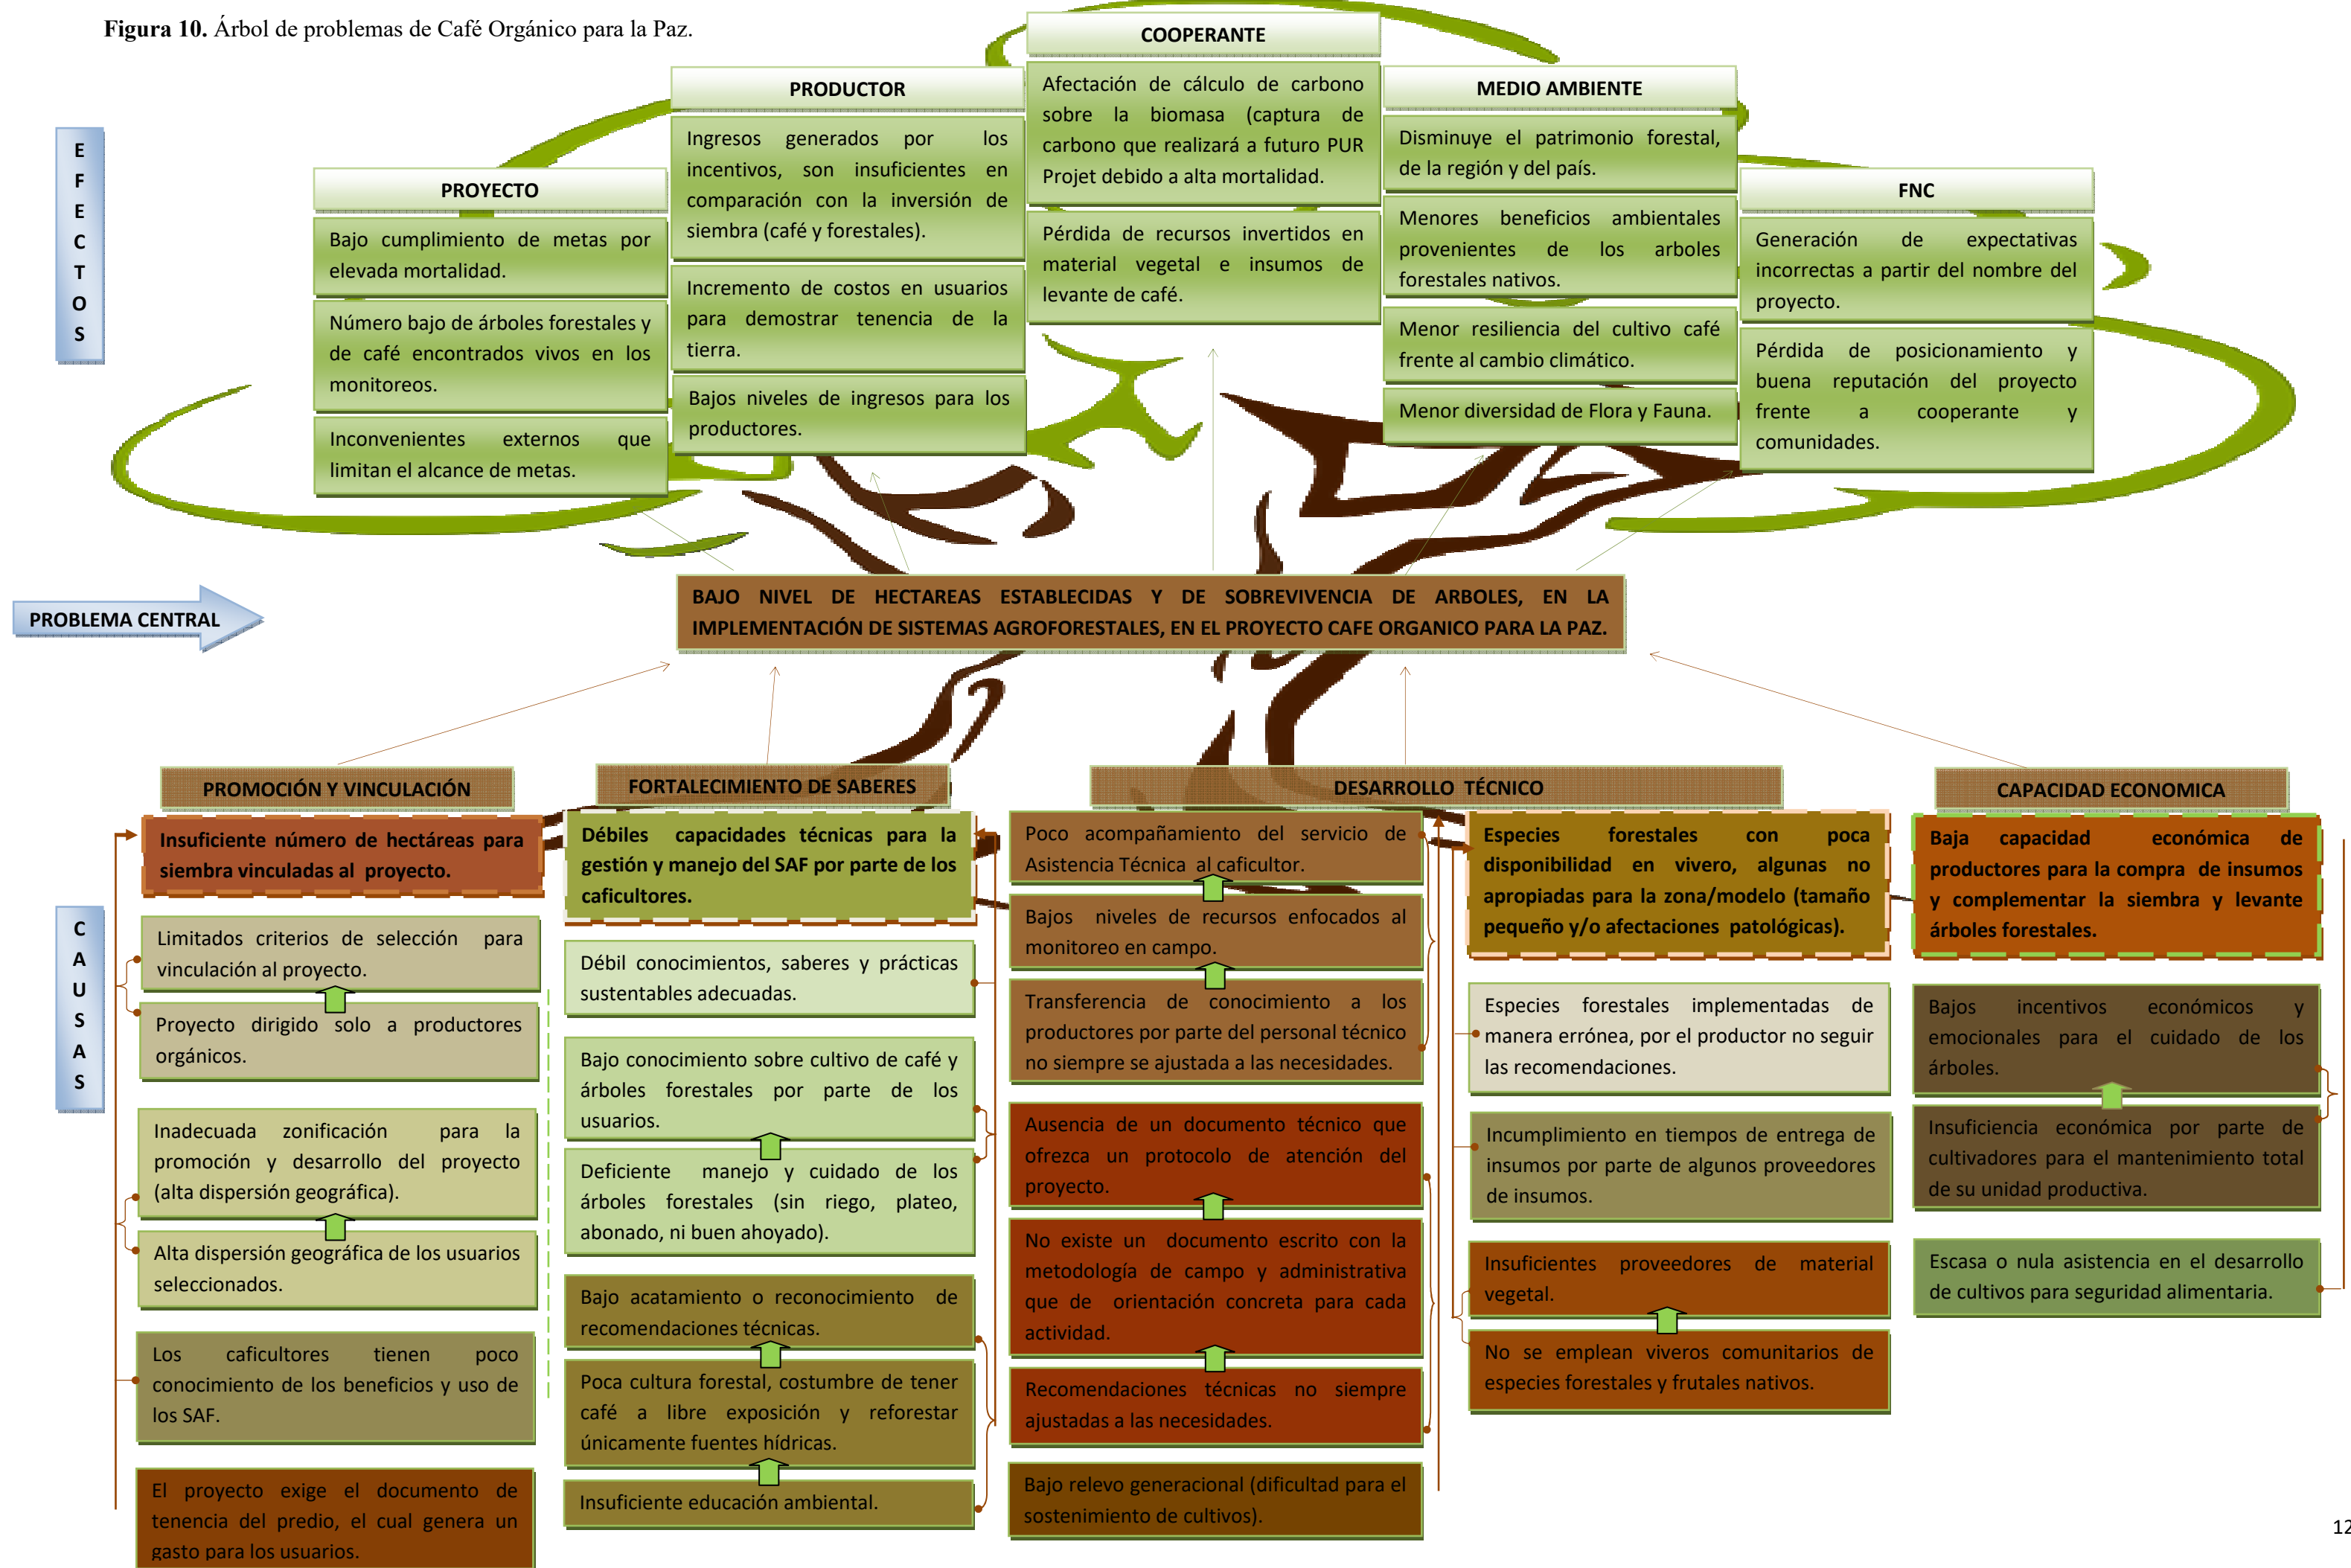 Figura 10. Árbol de problemas de Café Orgánico para la Paz.
E
F
E
C
T
O
S
PROYECTO
Bajo cumplimiento de metas por
elevada mortalidad.
Número bajo de árboles forestales y
de café encontrados vivos en los
monitoreos.
Inconvenientes externos que
limitan el alcance de metas.
PRODUCTOR
Ingresos generados por los
incentivos, son insuficientes en
comparación con la inversión de
siembra (café y forestales).
Incremento de costos en usuarios
para demostrar tenencia de la
tierra.
Bajos niveles de ingresos para los
productores.
COOPERANTE
Afectación de cálculo de carbono
sobre la biomasa (captura de
carbono que realizará a futuro PUR
Projet debido a alta mortalidad.
Pérdida de recursos invertidos en
material vegetal e insumos de
levante de café.
MEDIO AMBIENTE
Disminuye el patrimonio forestal,
de la región y del país.
Menores beneficios ambientales
provenientes de los arboles
forestales nativos.
Menor resiliencia del cultivo café
frente al cambio climático.
Menor diversidad de Flora y Fauna.
FNC
Generación de expectativas
incorrectas a partir del nombre del
proyecto.
Pérdida de posicionamiento y
buena reputación del proyecto
frente a cooperante y
comunidades.
PROBLEMA CENTRAL
BAJO NIVEL DE HECTAREAS ESTABLECIDAS Y DE SOBREVIVENCIA DE ARBOLES, EN LA
IMPLEMENTACIÓN DE SISTEMAS AGROFORESTALES, EN EL PROYECTO CAFE ORGANICO PARA LA PAZ.
C
A
U
S
A
S
PROMOCIÓN Y VINCULACIÓN
Insuficiente número de hectáreas para
siembra vinculadas al proyecto.
Limitados criterios de selección para
vinculación al proyecto.
Proyecto dirigido solo a productores
orgánicos.
Inadecuada zonificación para la
promoción y desarrollo del proyecto
(alta dispersión geográfica).
Alta dispersión geográfica de los usuarios
seleccionados.
Los caficultores tienen poco
conocimiento de los beneficios y uso de
los SAF.
El proyecto exige el documento de
tenencia del predio, el cual genera un
gasto para los usuarios.
FORTALECIMIENTO DE SABERES
Débiles capacidades técnicas para la
gestión y manejo del SAF por parte de los
caficultores.
Débil conocimientos, saberes y prácticas
sustentables adecuadas.
Bajo conocimiento sobre cultivo de café y
árboles forestales por parte de los
usuarios.
Deficiente manejo y cuidado de los
árboles forestales (sin riego, plateo,
abonado, ni buen ahoyado).
Bajo acatamiento o reconocimiento de
recomendaciones técnicas.
Poca cultura forestal, costumbre de tener
café a libre exposición y reforestar
únicamente fuentes hídricas.
Insuficiente educación ambiental.
DESARROLLO TÉCNICO
Poco acompañamiento del servicio de
Asistencia Técnica al caficultor.
Bajos niveles de recursos enfocados al
monitoreo en campo.
Transferencia de conocimiento a los
productores por parte del personal técnico
no siempre se ajustada a las necesidades.
Ausencia de un documento técnico que
ofrezca un protocolo de atención del
proyecto.
No existe un documento escrito con la
metodología de campo y administrativa
que de orientación concreta para cada
actividad.
Recomendaciones técnicas no siempre
ajustadas a las necesidades.
Bajo relevo generacional (dificultad para el
sostenimiento de cultivos).
Especies forestales con poca
disponibilidad en vivero, algunas no
apropiadas para la zona/modelo (tamaño
pequeño y/o afectaciones patológicas).
Especies forestales implementadas de
manera errónea, por el productor no seguir
las recomendaciones.
Incumplimiento en tiempos de entrega de
insumos por parte de algunos proveedores
de insumos.
Insuficientes proveedores de material
vegetal.
No se emplean viveros comunitarios de
especies forestales y frutales nativos.
CAPACIDAD ECONOMICA
Baja capacidad económica de
productores para la compra de insumos
y complementar la siembra y levante
árboles forestales.
Bajos incentivos económicos y
emocionales para el cuidado de los
árboles.
Insuficiencia económica por parte de
cultivadores para el mantenimiento total
de su unidad productiva.
Escasa o nula asistencia en el desarrollo
de cultivos para seguridad alimentaria.
12